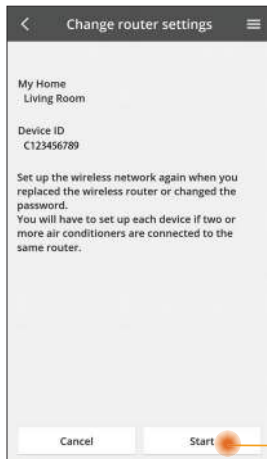 Change router settings
My Home
Living Room
Device ID
C123456789
Set up the wireless network again when you
replaced the wireless router or changed the
password.
You will have to set up each device if two or
more air conditioners are connected to the
same router.
Cancel
Start